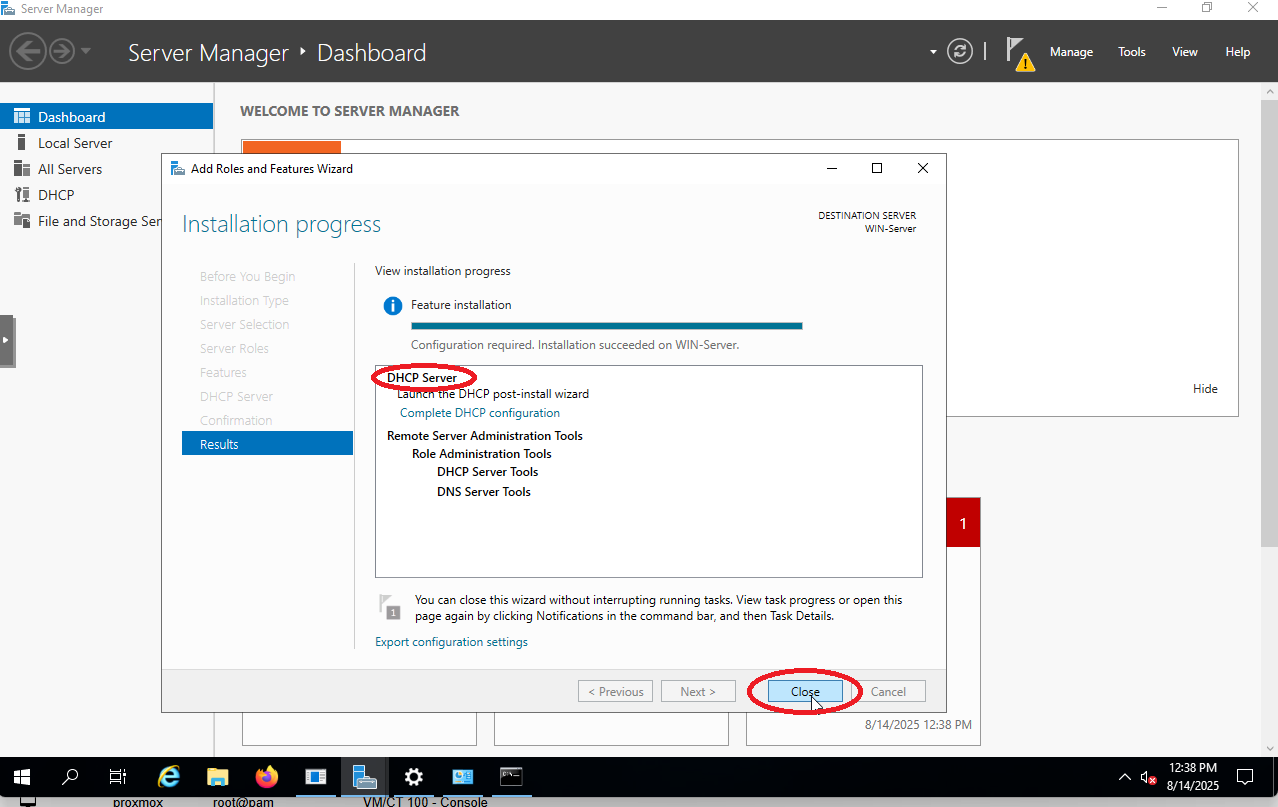 Server Manager
Server Manager
Dashboard
Manage
Tools
View
Help
Dashboard
Local Server
All Servers
DHCP
File and Storage Ser
WELCOME TO SERVER MANAGER
Hide
Add Roles and Features Wizard
Installation progress
DESTINATION SERVER
WIN-Server
Before You Begin
Installation Type
Server Selection
Server Roles
Features
DHCP Server
Confirmation
Results
View installation progress
Feature installation
Configuration required. Installation succeeded on WIN-Server.
DHCP Server
Launch the DHCP post-install wizard
Complete DHCP configuration
Remote Server Administration Tools
Role Administration Tools
DHCP Server Tools
DNS Server Tools
1
You can close this wizard without interrupting running tasks. View task progress or open this
page again by clicking Notifications in the command bar, and then Task Details.
Export configuration settings
< Previous
Next >
Close
Cancel
1
8/14/2025 12:38 PM
12:38 PM
8/14/2025
proxmox
root@pam
VM/CT 100 - Console